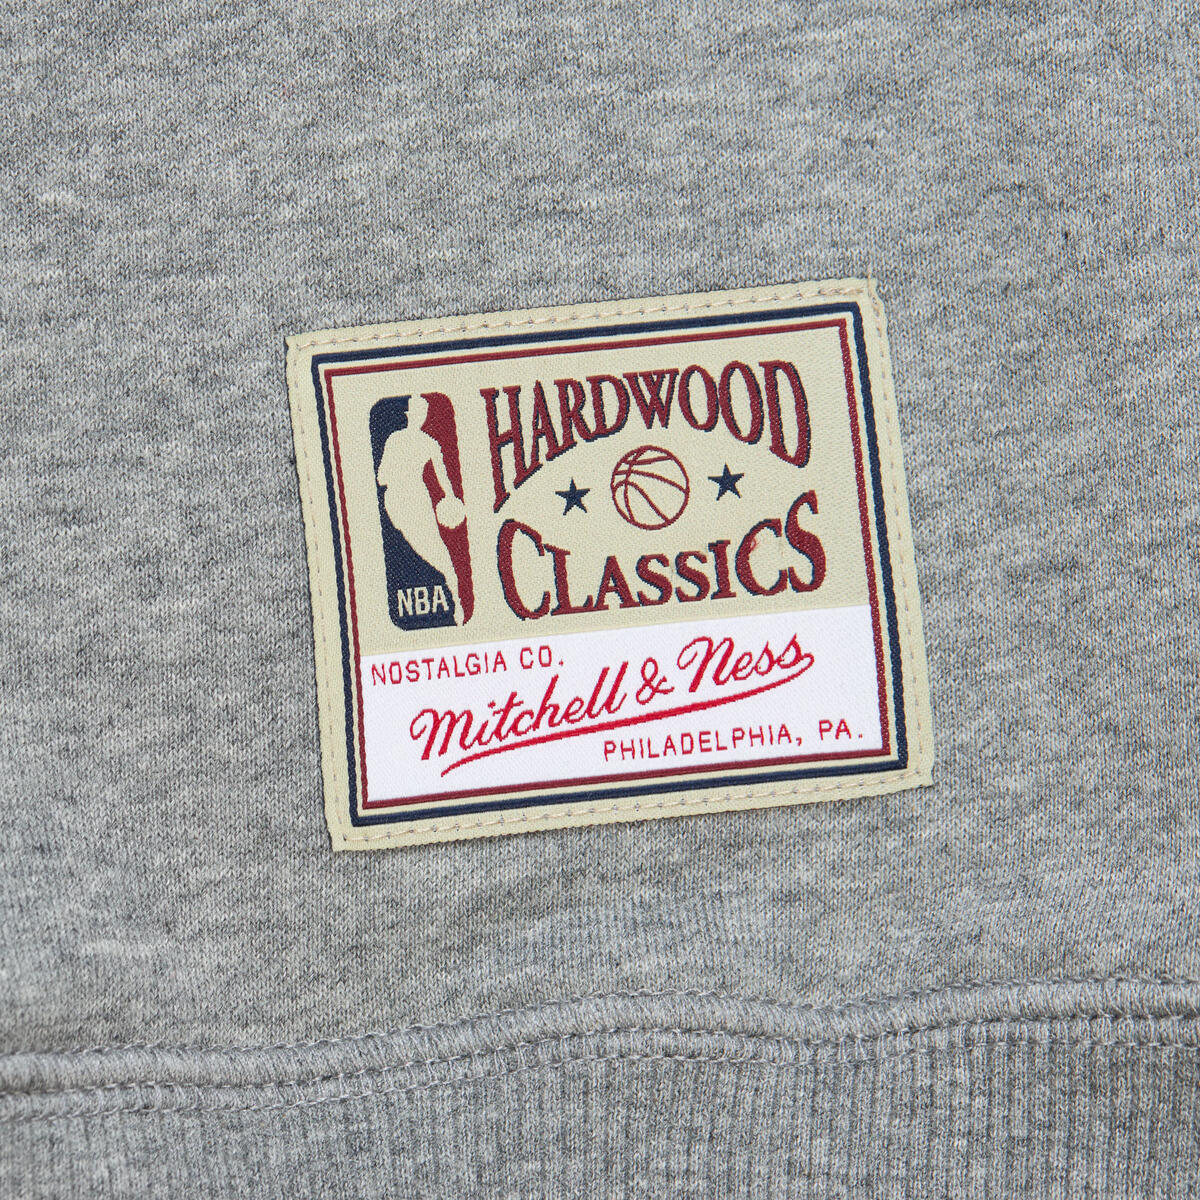 HARDWOOD
CLASSICS
NBA
NOSTALGIA CO.
Mitchell & Ness
PHILADELPHIA, PA.